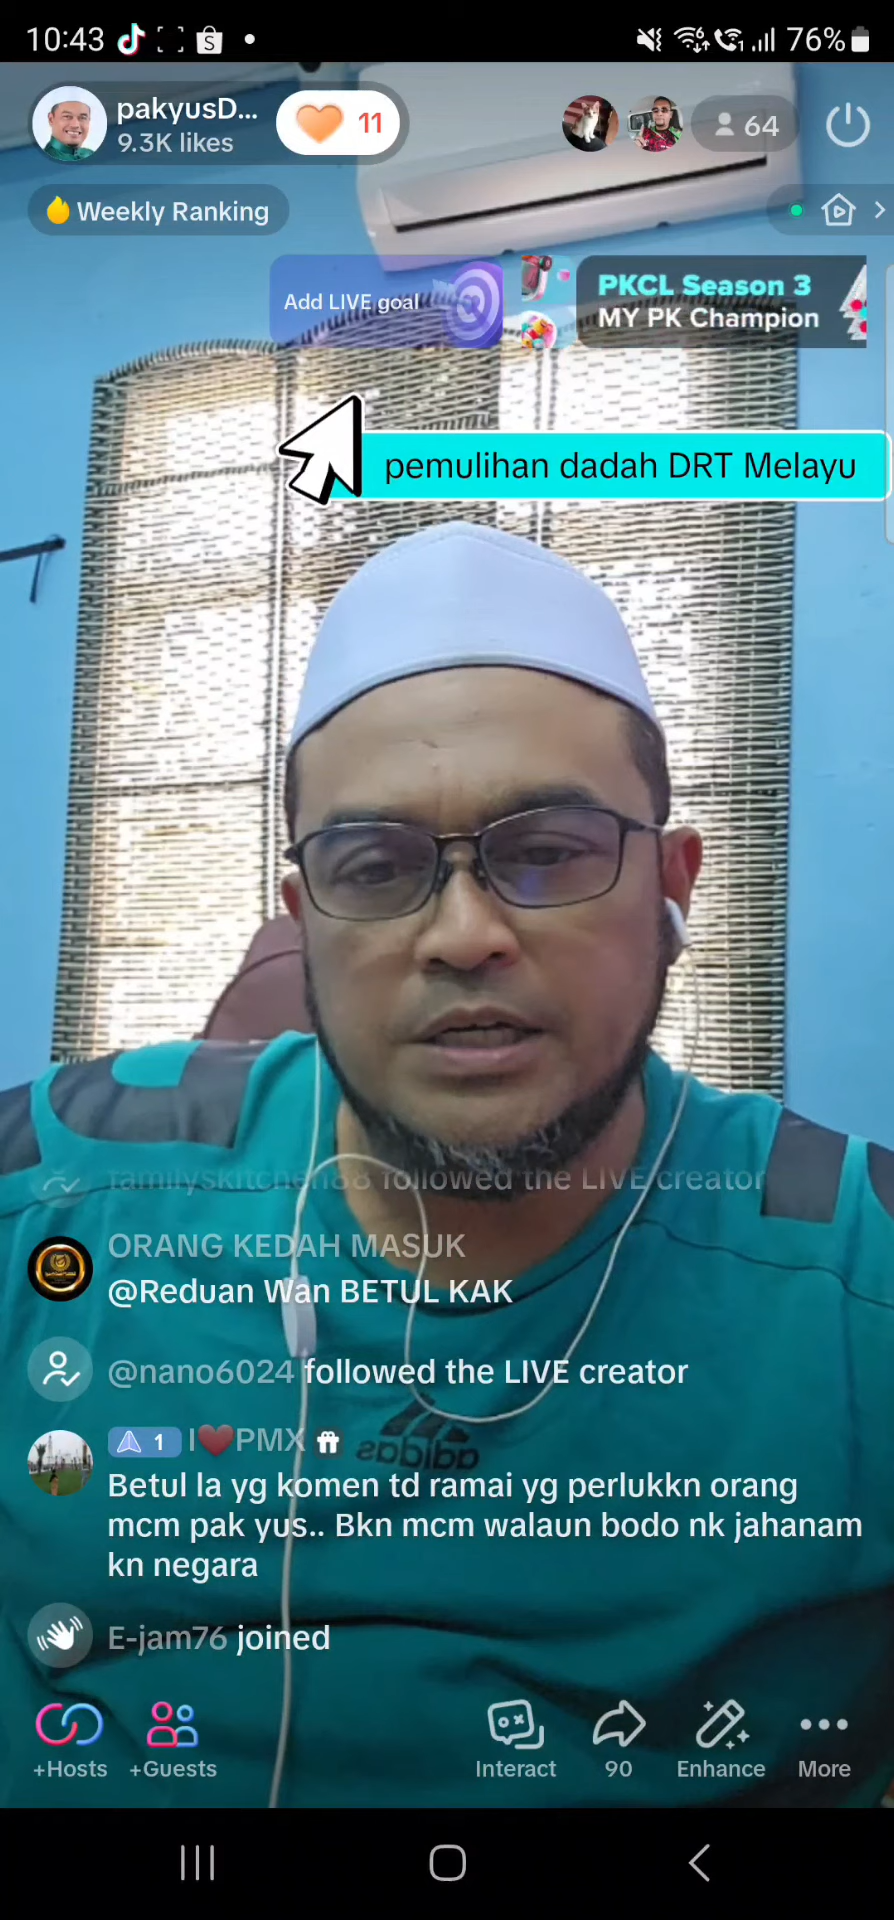 10:43
76%
pakyusD...
9.3K likes
11
64
Weekly Ranking
Add LIVE goal
PKCL Season 3
MY PK Champion
pemulihan dadah DRT Melayu
familyskitchen88 followed the LIVE creator
ORANG KEDAH MASUK
@Reduan Wan BETUL KAK
@nano6024 followed the LIVE creator
1 I❤PMX
adidas
Betul la yg komen td ramai yg perlukkn orang
mcm pak yus.. Bkn mcm walaun bodo nk jahanam
kn negara
E-jam76 joined
+Hosts
+Guests
Interact
90
Enhance
More